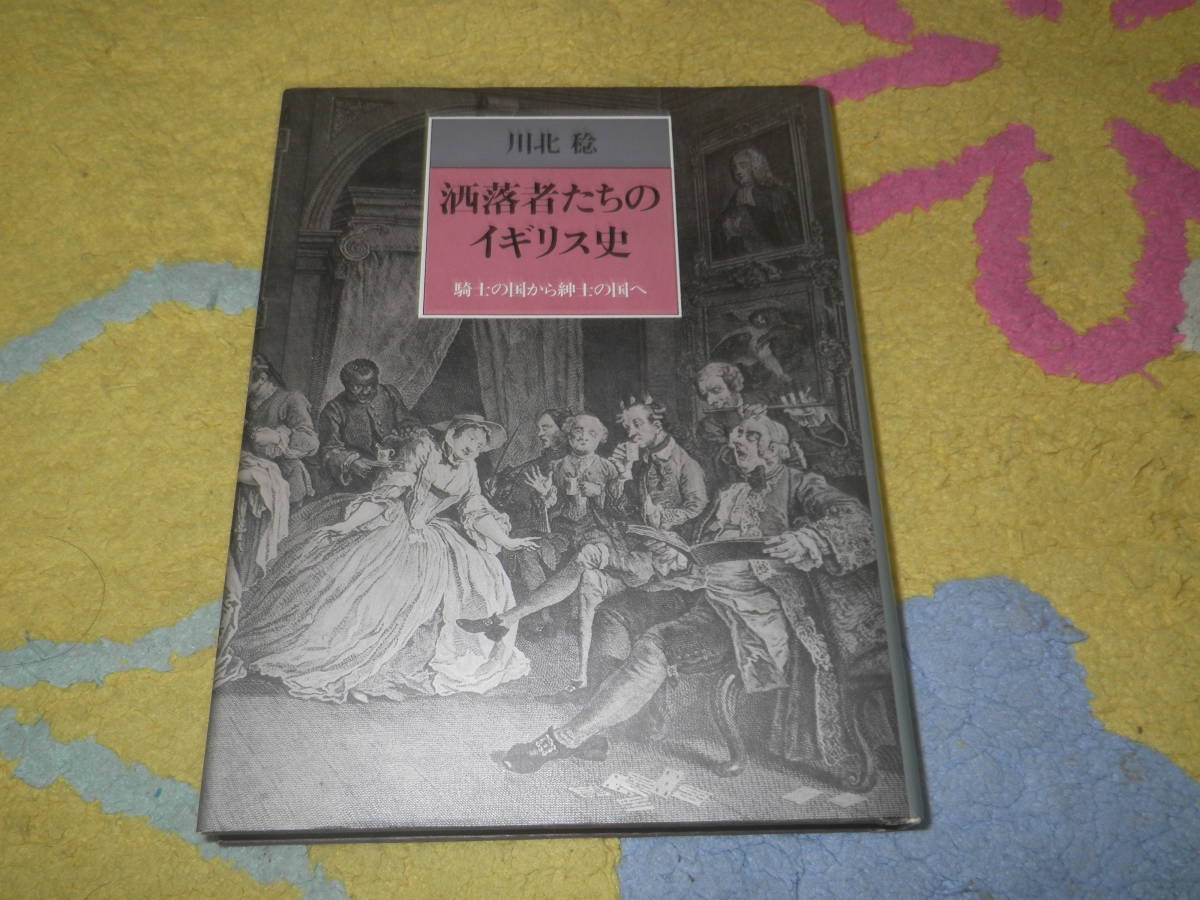 川北 稔
洒落者たちの
イギリス史
騎士の国から紳士の国へ